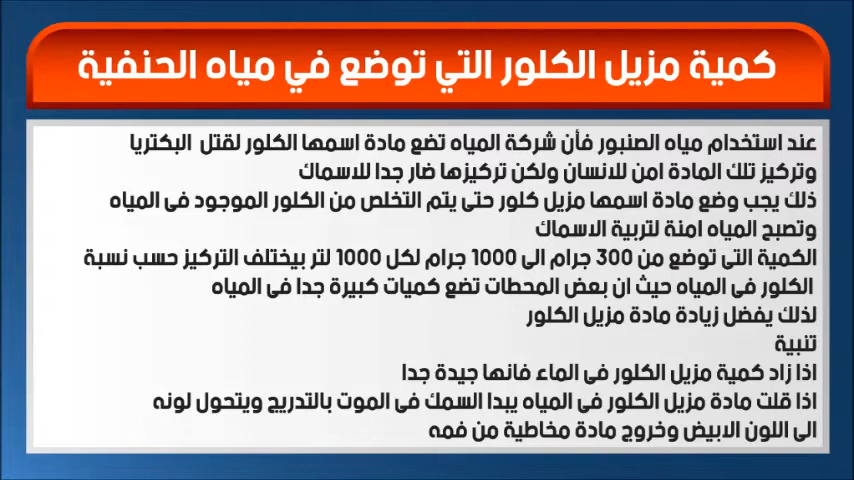 كمية مزيل الكلور التي توضع في مياه الحنفية
عند استخدام مياه الصنبور فأن شركة المياه تضع مادة اسمها الكلور لقتل البكتريا
وتركيز تلك المادة امن للانسان ولكن تركيزها ضار جدا للاسماك
ذلك يجب وضع مادة اسمها مزيل كلور حتى يتم التخلص من الكلور الموجود فى المياه
وتصبح المياه امنة لتربية الاسماك
الكمية التى توضع من 300 جرام الى 1000 جرام لكل 1000 لتر بيختلف التركيز حسب نسبة
الكلور فى المياه حيث ان بعض المحطات تضع كميات كبيرة جدا فى المياه
لذلك يفضل زيادة مادة مزيل الكلور
تنبية
اذا زاد كمية مزيل الكلور فى الماء فانها جيدة جدا
اذا قلت مادة مزيل الكلور فى المياه يبدا السمك فى الموت بالتدريج ويتحول لونه
الى اللون الابيض وخروج مادة مخاطية من فمه